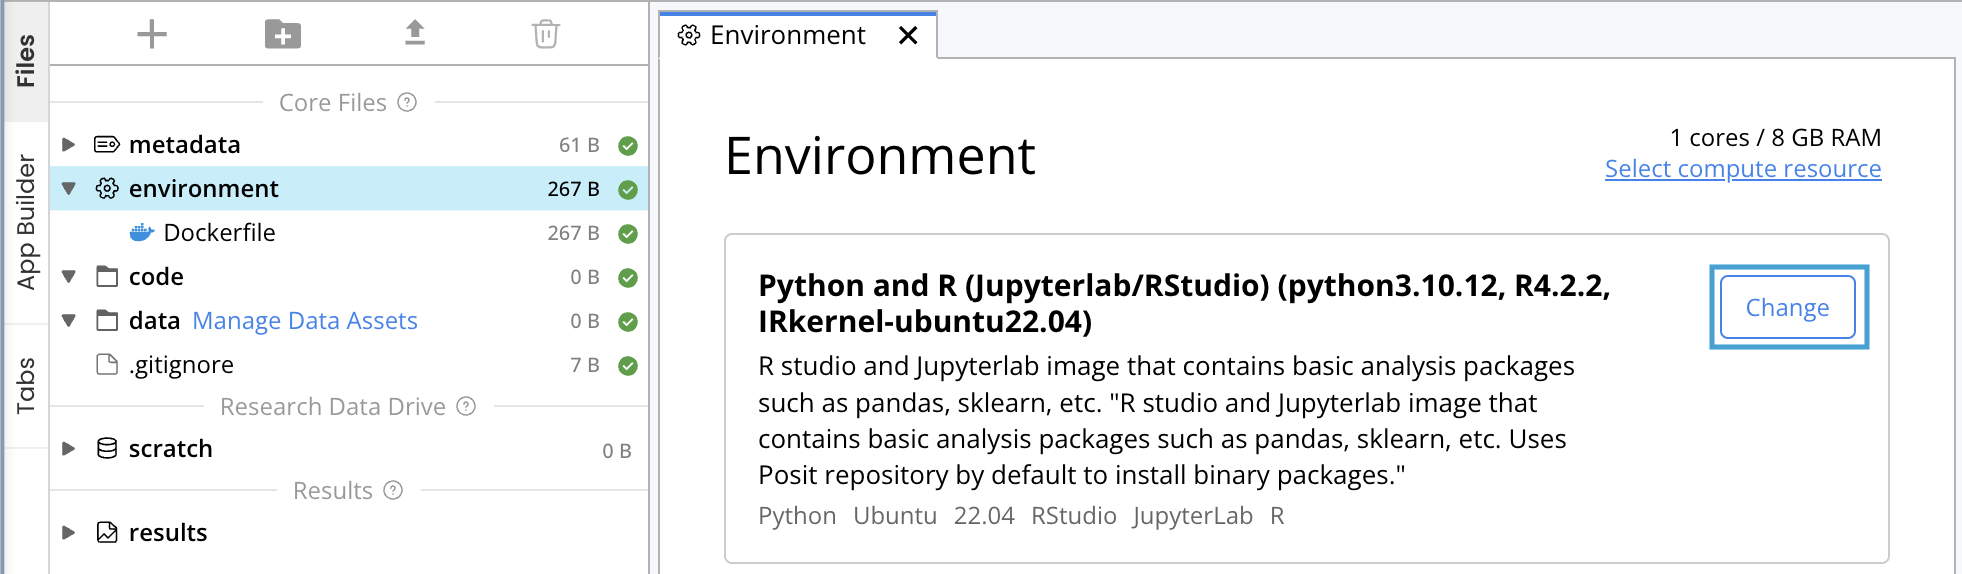 Files
App Builder
Tabs
Core Files ?
metadata 61 B
environment 267 B
Dockerfile 267 B
code 0 B
data Manage Data Assets 0 B
.gitignore 7 B
Research Data Drive ?
scratch 0 B
Results ?
results
Environment
Environment
1 cores / 8 GB RAM
Select compute resource
Python and R (Jupyterlab/RStudio) (python3.10.12, R4.2.2,
IRkernel-ubuntu22.04)
Change
R studio and Jupyterlab image that contains basic analysis packages
such as pandas, sklearn, etc. "R studio and Jupyterlab image that
contains basic analysis packages such as pandas, sklearn, etc. Uses
Posit repository by default to install binary packages."
Python Ubuntu 22.04 RStudio JupyterLab R